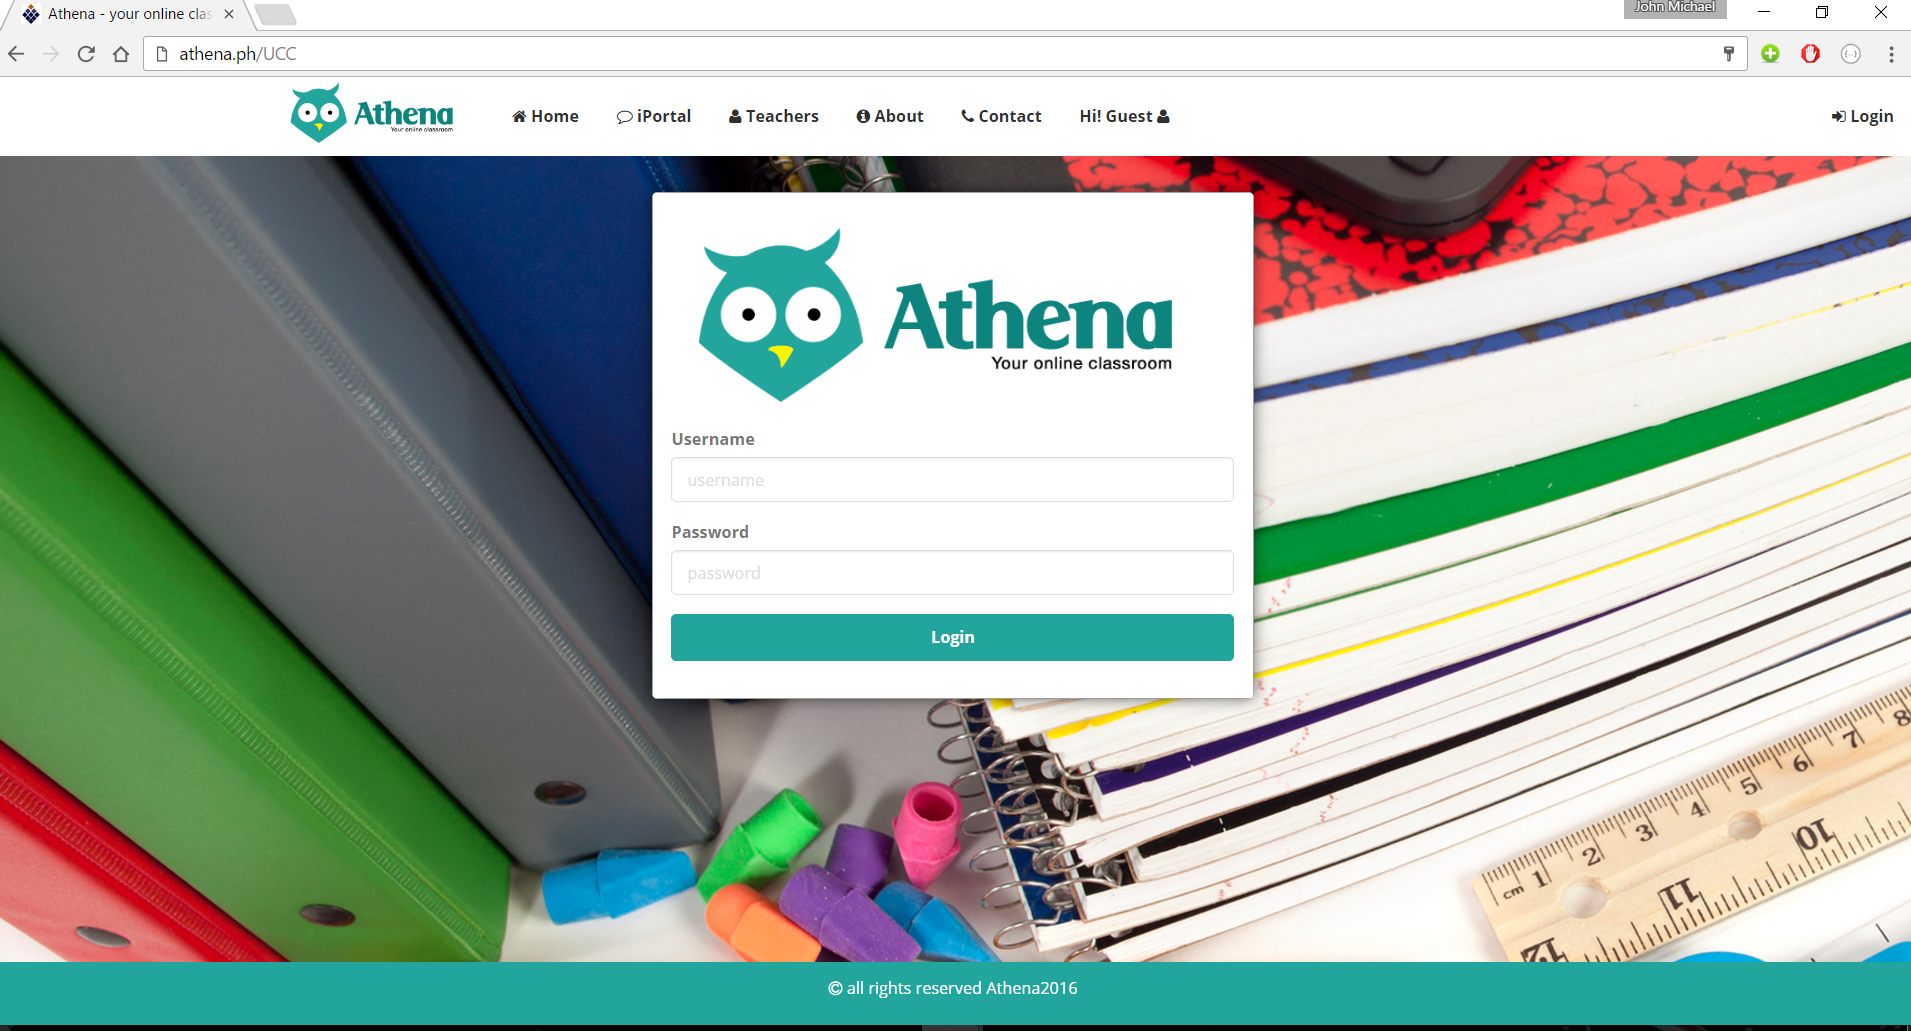 Athena - your online clas
John Michael
athena.ph/UCC
Athena
Your online classroom
Home
iPortal
Teachers
About
Contact
Hi! Guest
Login
Athena
Your online classroom
Username
username
Password
password
Login
cm 1 2 3 4 5 6 7 8
12 11 10
© all rights reserved Athena2016